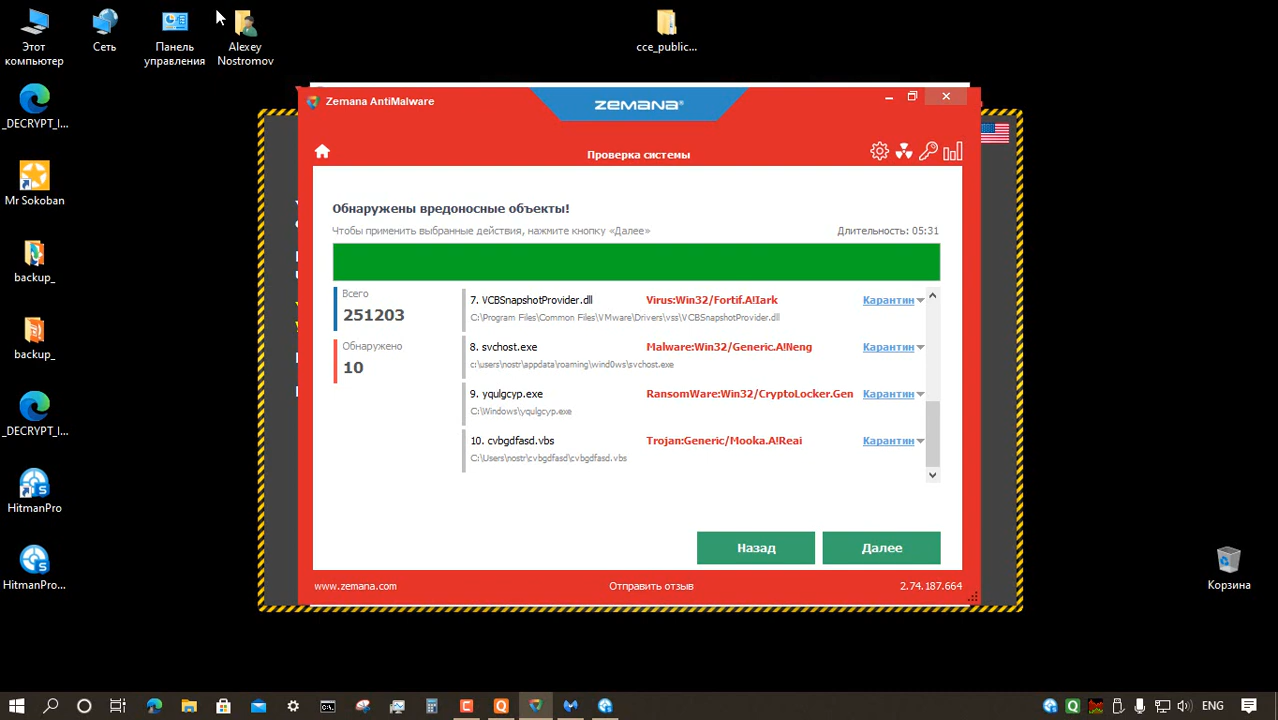 Этот
компьютер
Сеть
Панель
управления
Alexey
Nostromov
cce_public...
_DECRYPT_I...
Mr Sokoban
backup_
backup_
_DECRYPT_I...
HitmanPro
HitmanPro...
Корзина
Zemana AntiMalware
ZEMANA®
Проверка системы
Обнаружены вредоносные объекты!
Чтобы применить выбранные действия, нажмите кнопку «Далее»
Длительность: 05:31
Всего
251203
Обнаружено
10
7. VCBSnapshotProvider.dll Virus:Win32/Fortif.A!Iark Карантин
C:\Program Files\Common Files\VMware\Drivers\vss\VCBSnapshotProvider.dll
8. svchost.exe Malware:Win32/Generic.A!Neng Карантин
c:\users\nostr\appdata\roaming\wind0ws\svchost.exe
9. yqulgcyp.exe RansomWare:Win32/CryptoLocker.Gen Карантин
C:\Windows\yqulgcyp.exe
10. cvbgdfasd.vbs Trojan:Generic/Mooka.A!Reai Карантин
C:\Users\nostr\cvbgdfasd\cvbgdfasd.vbs
Назад Далее
www.zemana.com Отправить отзыв 2.74.187.664
ENG